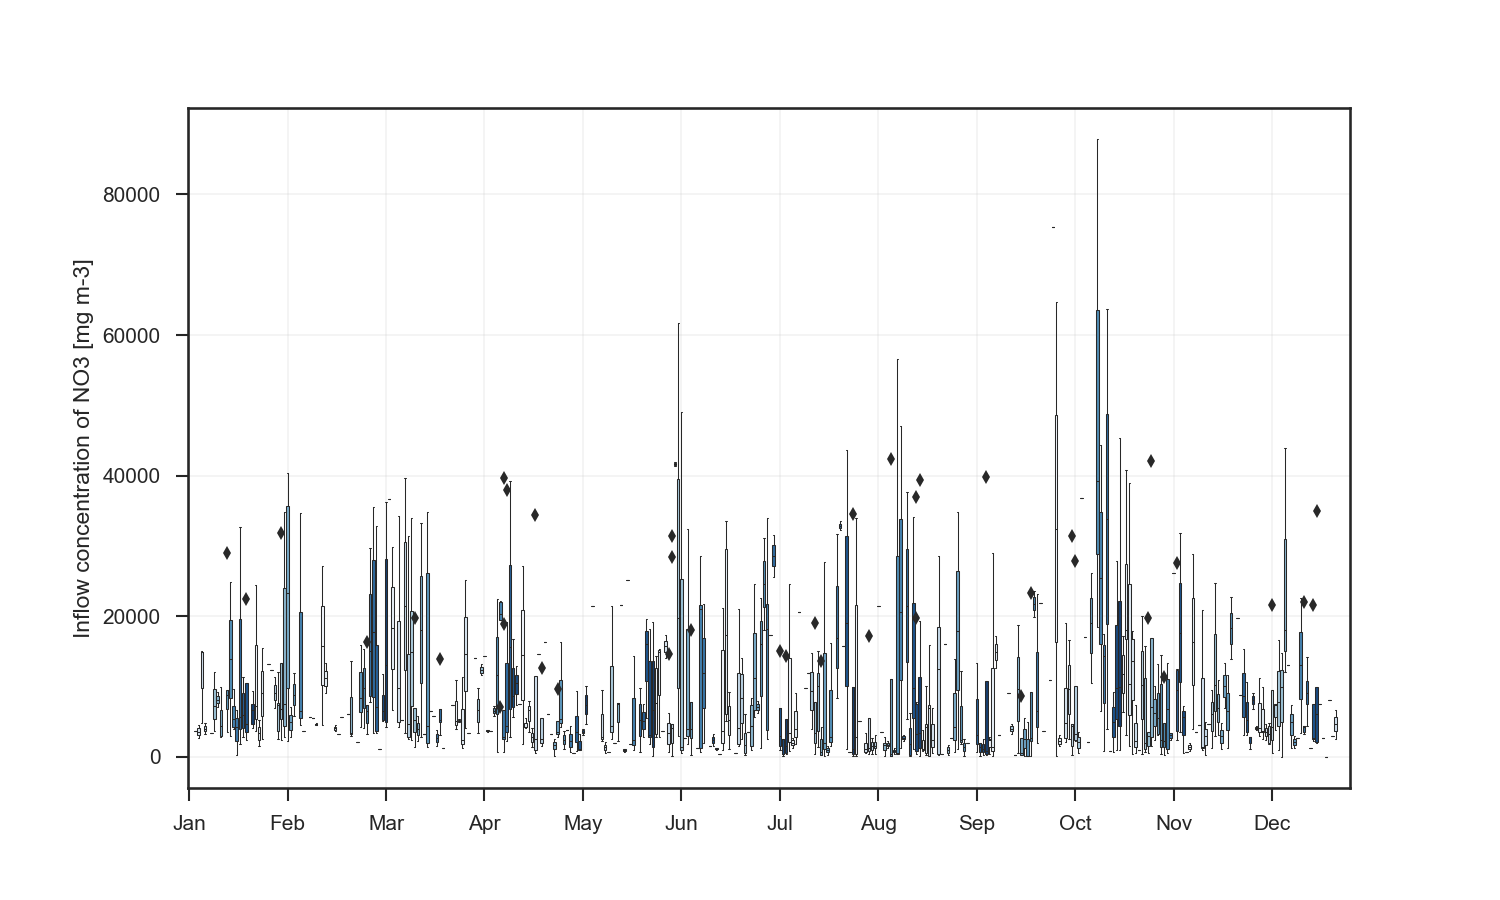 Inflow concentration of NO3 [mg m-3]
80000
60000
40000
20000
0
Jan Feb Mar Apr May Jun Jul Aug Sep Oct Nov Dec